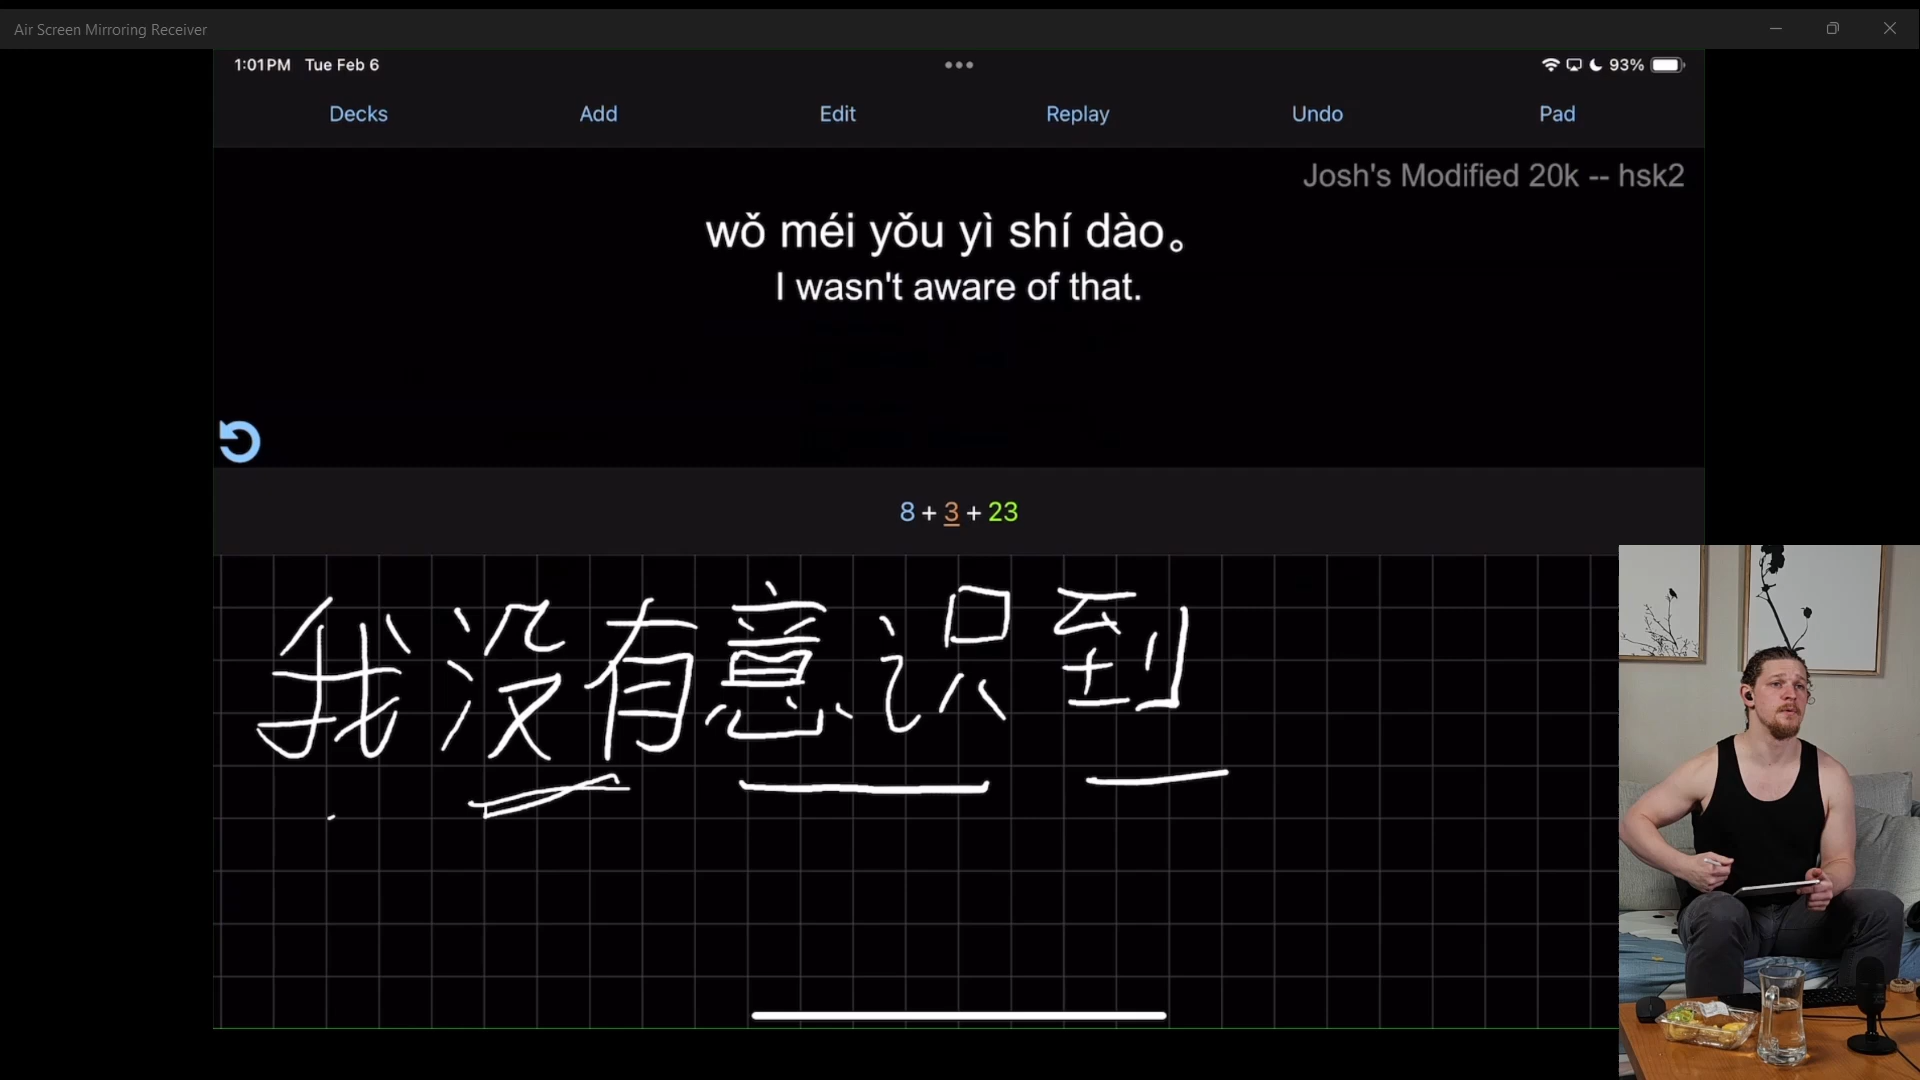 Air Screen Mirroring Receiver
1:01 PM Tue Feb 6
93%
Decks Add Edit Replay Undo Pad
Josh's Modified 20k -- hsk2
wǒ méi yǒu yì shí dào。
I wasn't aware of that.
8 + 3 + 23
我没有意识到